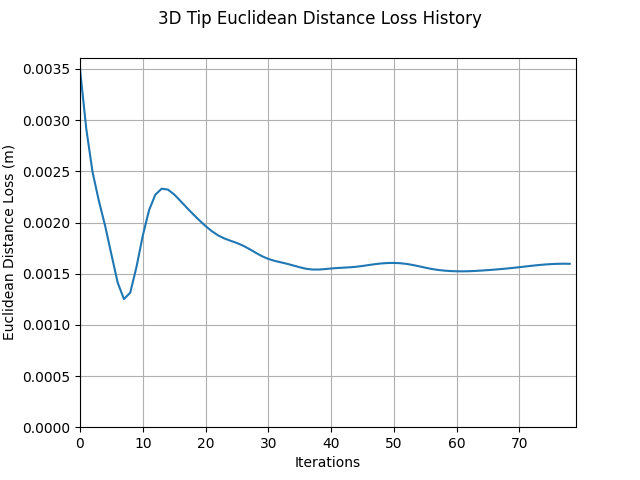 3D Tip Euclidean Distance Loss History
Euclidean Distance Loss (m)
0.0035
0.0030
0.0025
0.0020
0.0015
0.0010
0.0005
0.0000
0 10 20 30 40 50 60 70
Iterations